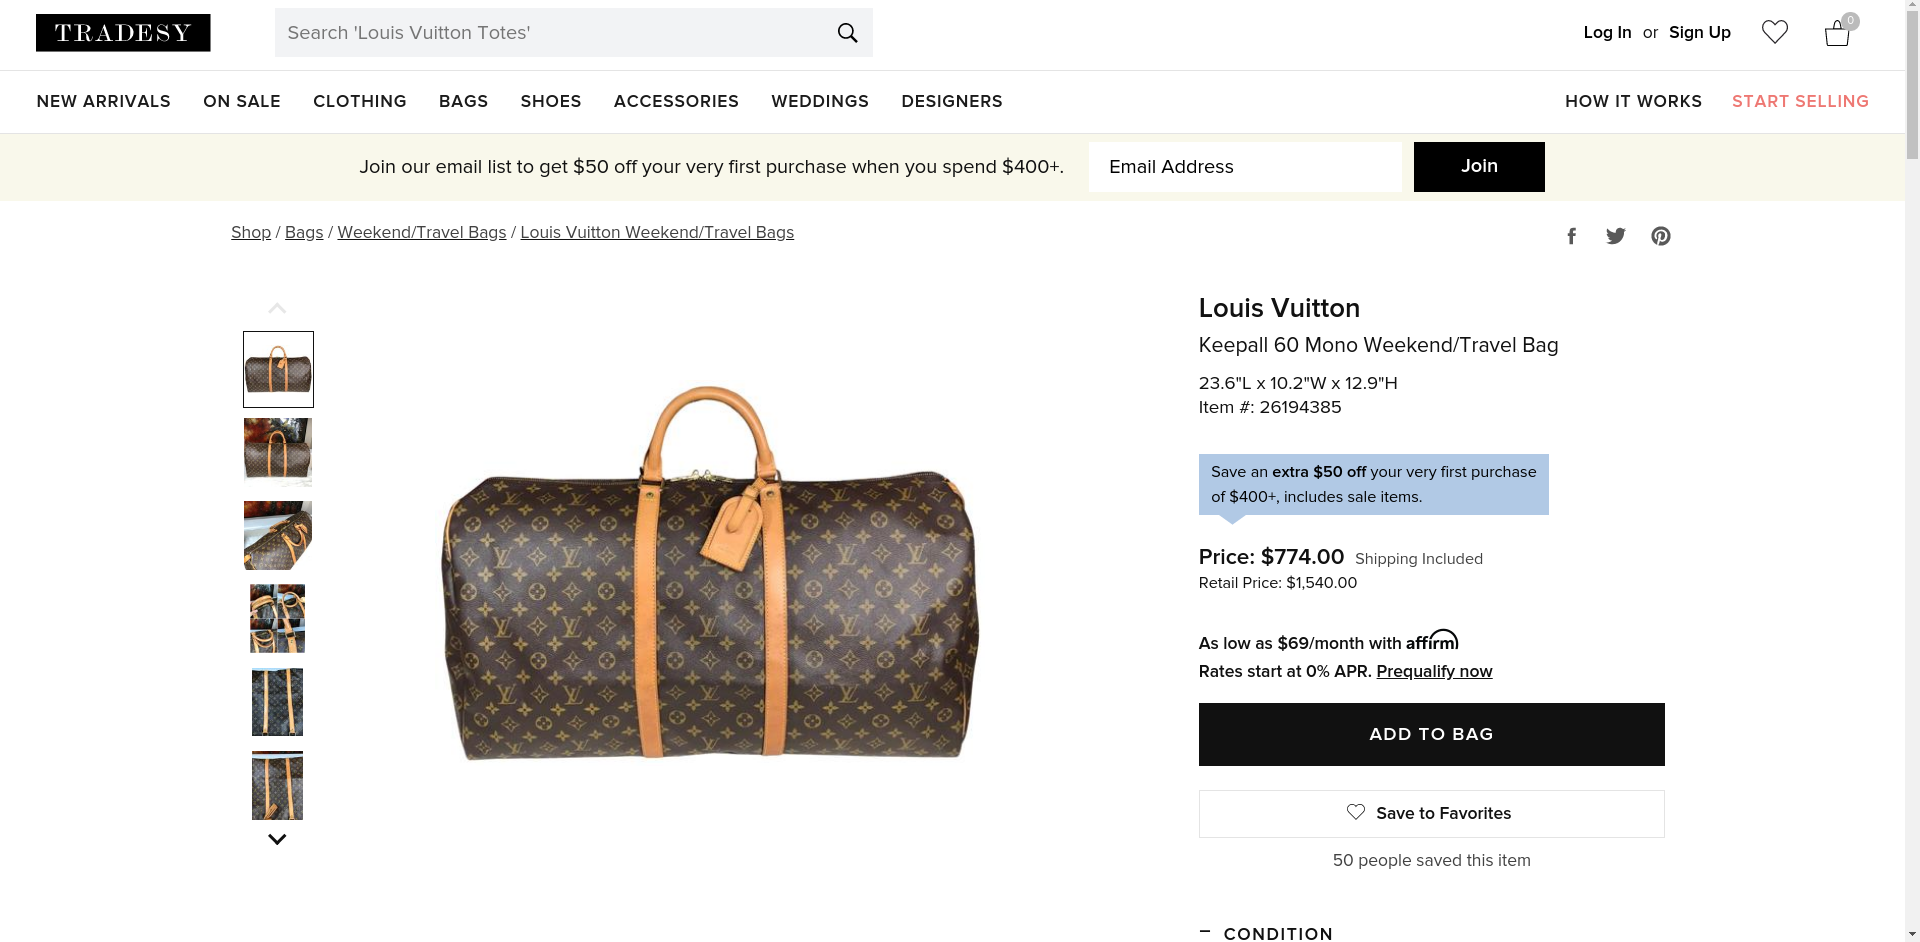 TRADESY
Search 'Louis Vuitton Totes'
Log In or Sign Up
0
NEW ARRIVALS ON SALE CLOTHING BAGS SHOES ACCESSORIES WEDDINGS DESIGNERS
HOW IT WORKS START SELLING
Join our email list to get $50 off your very first purchase when you spend $400+.
Email Address
Join
Shop / Bags / Weekend/Travel Bags / Louis Vuitton Weekend/Travel Bags
Louis Vuitton
Keepall 60 Mono Weekend/Travel Bag
23.6"L x 10.2"W x 12.9"H
Item #: 26194385
Save an extra $50 off your very first purchase
of $400+, includes sale items.
Price: $774.00 Shipping Included
Retail Price: $1,540.00
As low as $69/month with affirm
Rates start at 0% APR. Prequalify now
ADD TO BAG
Save to Favorites
50 people saved this item
− CONDITION